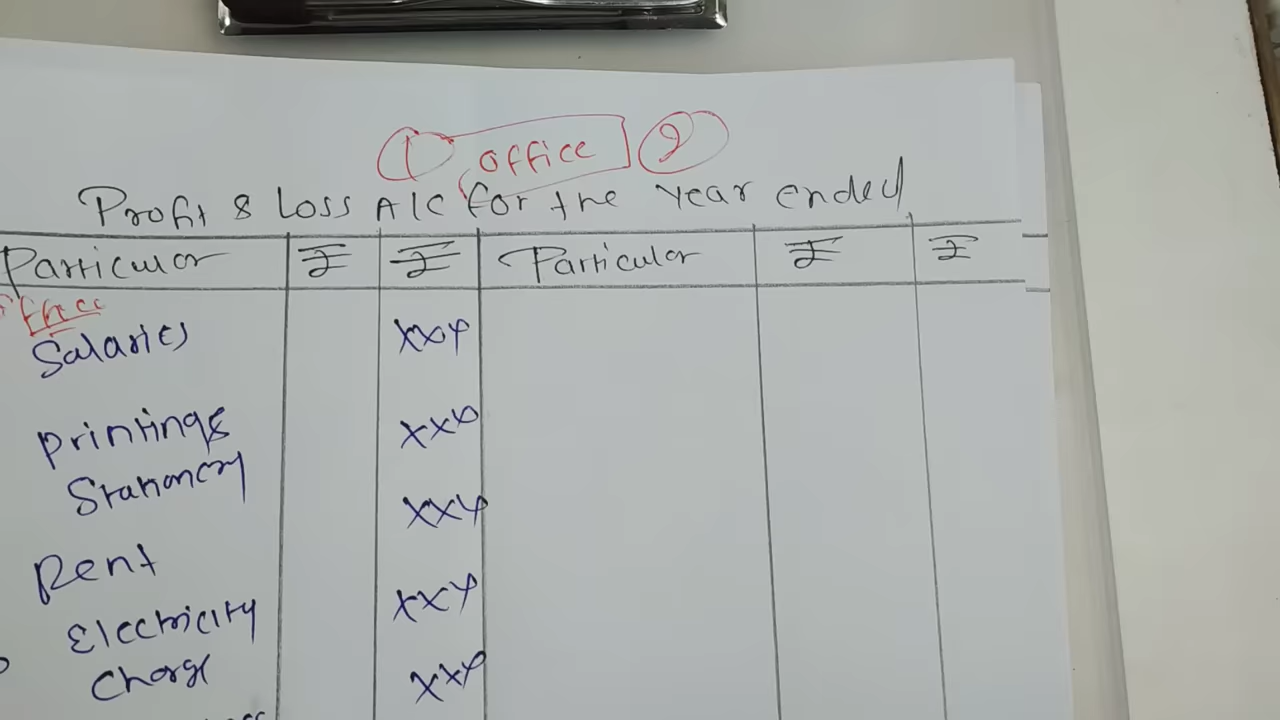 1 office 2
Profit & Loss A/C for the Year ended
Particular ₹ ₹ Particular ₹ ₹
office
Salaries xxx
Printing &
Stationery xxx
xxx
Rent
Electricity xxx
Charge xxx